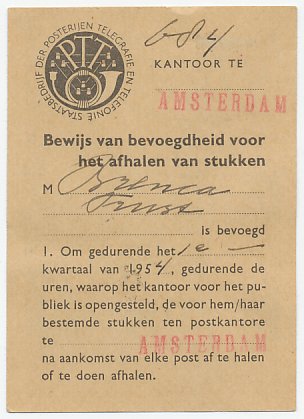 STAATSBEDRIJF DER POSTERIJEN TELEGRAFIE EN TELEFONIE
PTT
684
KANTOOR TE
AMSTERDAM
Bewijs van bevoegdheid voor
het afhalen van stukken
M
Trust
is bevoegd
1. Om gedurende het 1e
kwartaal van 1954, gedurende de
uren, waarop het kantoor voor het pu-
bliek is opengesteld, de voor hem/haar
bestemde stukken ten postkantore
te AMSTERDAM
na aankomst van elke post af te halen
of te doen afhalen.